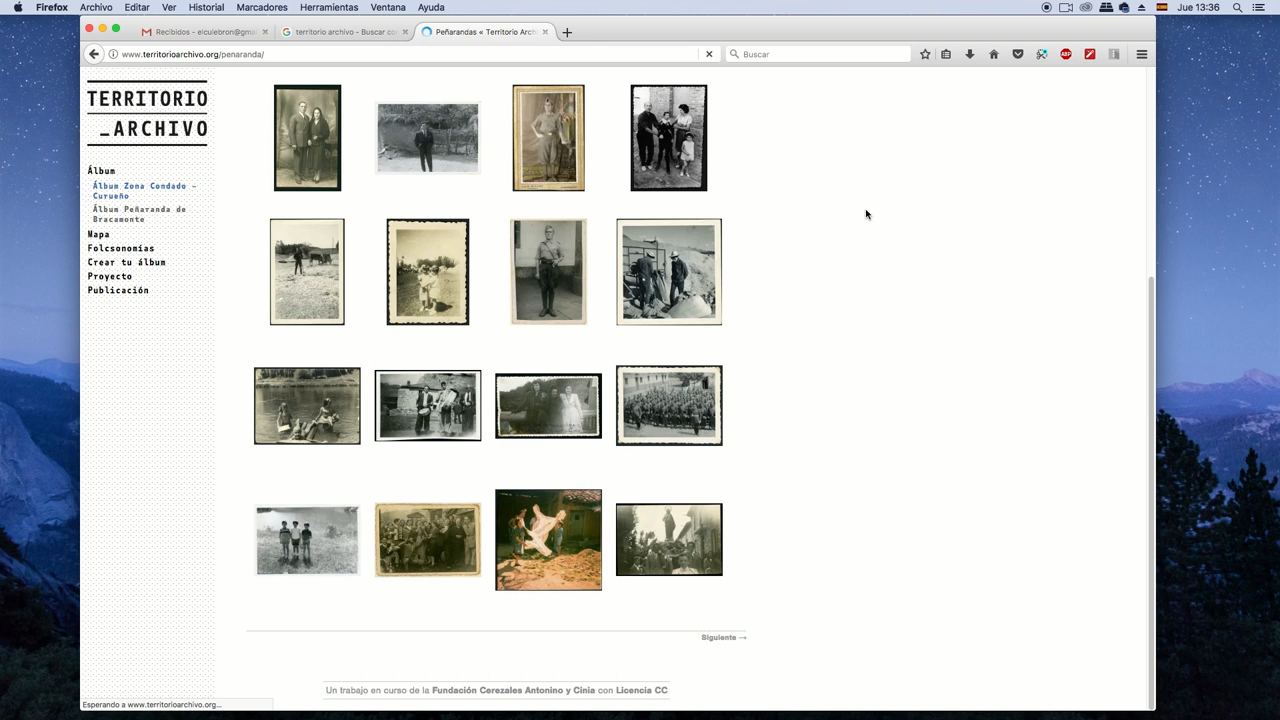 Firefox Archivo Editar Ver Historial Marcadores Herramientas Ventana Ayuda Jue 13:36
Recibidos - elculebron@gma
territorio archivo - Buscar co
Peñarandas « Territorio Arch
www.territorioarchivo.org/penaranda/
Buscar
TERRITORIO
_ARCHIVO
Álbum
Álbum Zona Condado -
Curueño
Álbum Peñaranda de
Bracamonte
Mapa
Folcsonomías
Crear tu álbum
Proyecto
Publicación
Siguiente →
Un trabajo en curso de la Fundación Cerezales Antonino y Cinia con Licencia CC
Esperando a www.territorioarchivo.org...